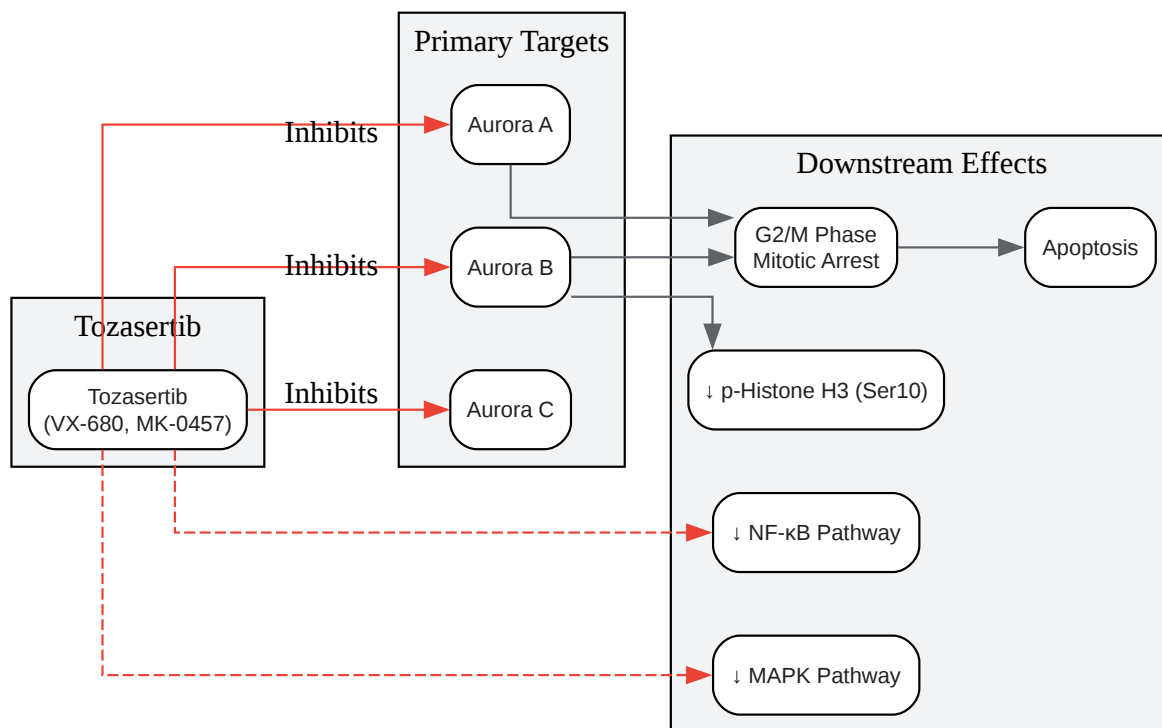 Primary Targets
Aurora A
Inhibits
Downstream Effects
G2/M Phase
Mitotic Arrest
Apoptosis
Inhibits
Aurora B
Tozasertib
Tozasertib
(VX-680, MK-0457)
Inhibits
Aurora C
↓ p-Histone H3 (Ser10)
↓ NF-κB Pathway
↓ MAPK Pathway